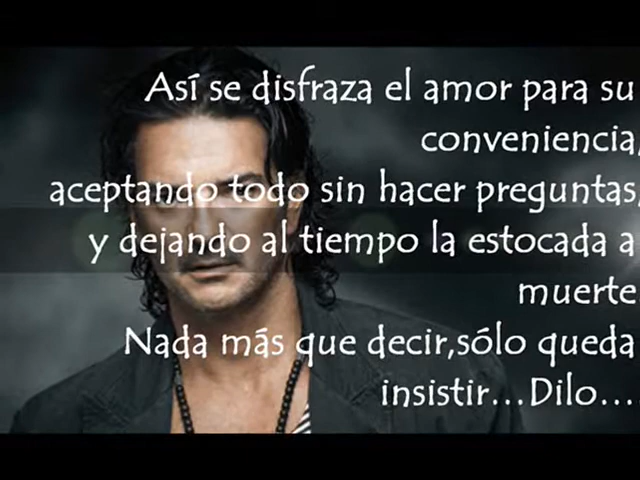 Así se disfraza el amor para su
conveniencia,
aceptando todo sin hacer preguntas,
y dejando al tiempo la estocada a
muerte
Nada más que decir,sólo queda
insistir...Dilo....